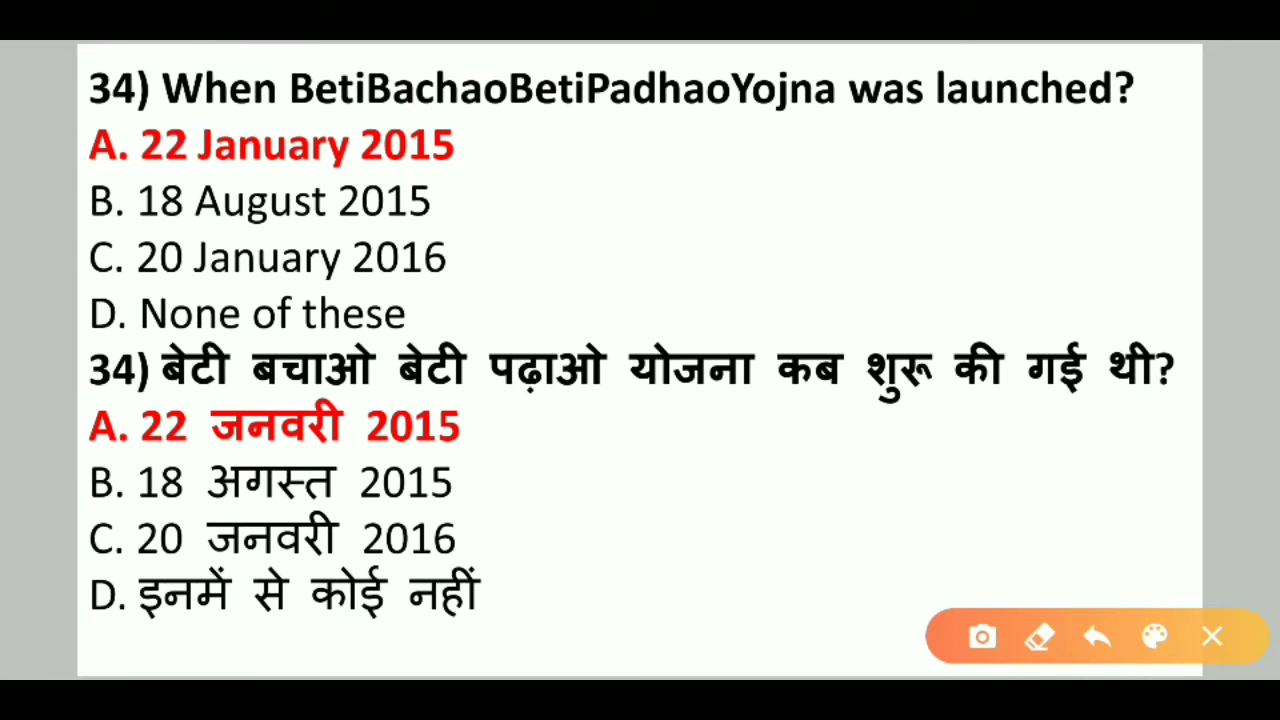 34) When BetiBachaoBetiPadhaoYojna was launched?
A. 22 January 2015
B. 18 August 2015
C. 20 January 2016
D. None of these
34) बेटी बचाओ बेटी पढ़ाओ योजना कब शुरू की गई थी?
A. 22 जनवरी 2015
B. 18 अगस्त 2015
C. 20 जनवरी 2016
D. इनमें से कोई नहीं